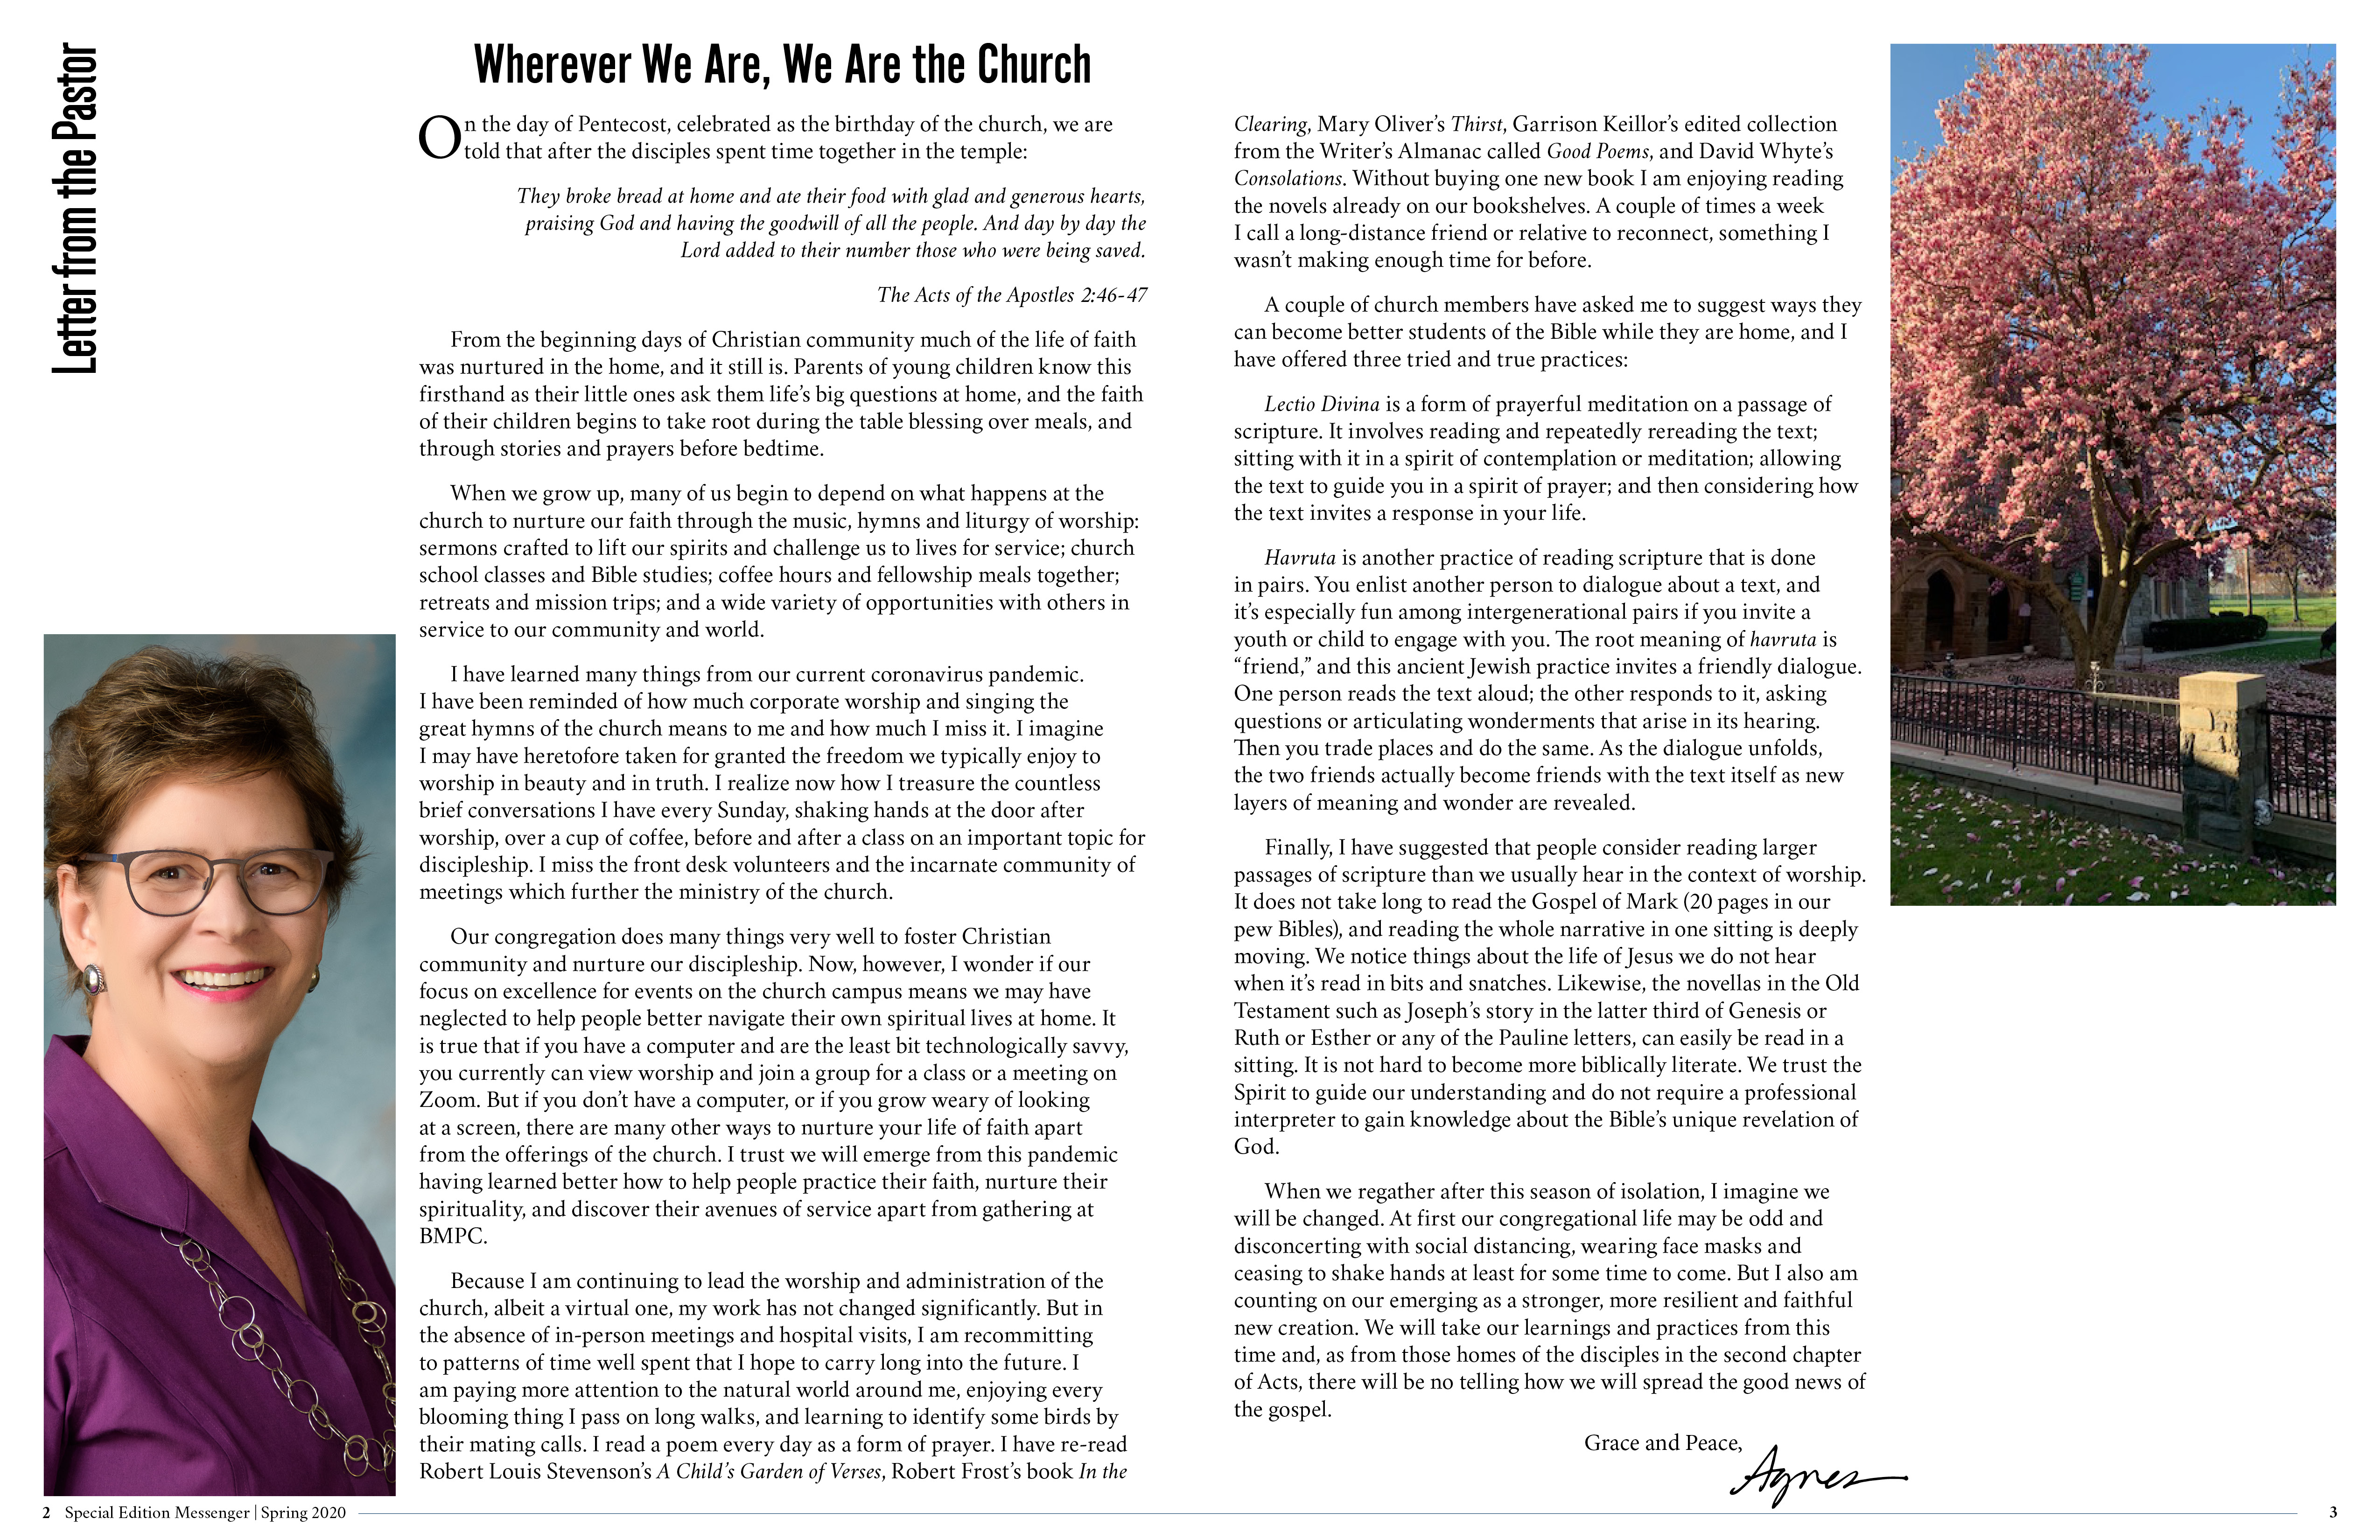 Letter from the Pastor
Wherever We Are, We Are the Church
On the day of Pentecost, celebrated as the birthday of the church, we are
told that after the disciples spent time together in the temple:
They broke bread at home and ate their food with glad and generous hearts,
praising God and having the goodwill of all the people. And day by day the
Lord added to their number those who were being saved.
The Acts of the Apostles 2:46-47
From the beginning days of Christian community much of the life of faith
was nurtured in the home, and it still is. Parents of young children know this
firsthand as their little ones ask them life’s big questions at home, and the faith
of their children begins to take root during the table blessing over meals, and
through stories and prayers before bedtime.
When we grow up, many of us begin to depend on what happens at the
church to nurture our faith through the music, hymns and liturgy of worship:
sermons crafted to lift our spirits and challenge us to lives for service; church
school classes and Bible studies; coffee hours and fellowship meals together;
retreats and mission trips; and a wide variety of opportunities with others in
service to our community and world.
I have learned many things from our current coronavirus pandemic.
I have been reminded of how much corporate worship and singing the
great hymns of the church means to me and how much I miss it. I imagine
I may have heretofore taken for granted the freedom we typically enjoy to
worship in beauty and in truth. I realize now how I treasure the countless
brief conversations I have every Sunday, shaking hands at the door after
worship, over a cup of coffee, before and after a class on an important topic for
discipleship. I miss the front desk volunteers and the incarnate community of
meetings which further the ministry of the church.
Our congregation does many things very well to foster Christian
community and nurture our discipleship. Now, however, I wonder if our
focus on excellence for events on the church campus means we may have
neglected to help people better navigate their own spiritual lives at home. It
is true that if you have a computer and are the least bit technologically savvy,
you currently can view worship and join a group for a class or a meeting on
Zoom. But if you don’t have a computer, or if you grow weary of looking
at a screen, there are many other ways to nurture your life of faith apart
from the offerings of the church. I trust we will emerge from this pandemic
having learned better how to help people practice their faith, nurture their
spirituality, and discover their avenues of service apart from gathering at
BMPC.
Because I am continuing to lead the worship and administration of the
church, albeit a virtual one, my work has not changed significantly. But in
the absence of in-person meetings and hospital visits, I am recommitting
to patterns of time well spent that I hope to carry long into the future. I
am paying more attention to the natural world around me, enjoying every
blooming thing I pass on long walks, and learning to identify some birds by
their mating calls. I read a poem every day as a form of prayer. I have re-read
Robert Louis Stevenson’s A Child’s Garden of Verses, Robert Frost’s book In the
Clearing, Mary Oliver’s Thirst, Garrison Keillor’s edited collection
from the Writer’s Almanac called Good Poems, and David Whyte’s
Consolations. Without buying one new book I am enjoying reading
the novels already on our bookshelves. A couple of times a week
I call a long-distance friend or relative to reconnect, something I
wasn’t making enough time for before.
A couple of church members have asked me to suggest ways they
can become better students of the Bible while they are home, and I
have offered three tried and true practices:
Lectio Divina is a form of prayerful meditation on a passage of
scripture. It involves reading and repeatedly rereading the text;
sitting with it in a spirit of contemplation or meditation; allowing
the text to guide you in a spirit of prayer; and then considering how
the text invites a response in your life.
Havruta is another practice of reading scripture that is done
in pairs. You enlist another person to dialogue about a text, and
it’s especially fun among intergenerational pairs if you invite a
youth or child to engage with you. The root meaning of havruta is
“friend,” and this ancient Jewish practice invites a friendly dialogue.
One person reads the text aloud; the other responds to it, asking
questions or articulating wonderments that arise in its hearing.
Then you trade places and do the same. As the dialogue unfolds,
the two friends actually become friends with the text itself as new
layers of meaning and wonder are revealed.
Finally, I have suggested that people consider reading larger
passages of scripture than we usually hear in the context of worship.
It does not take long to read the Gospel of Mark (20 pages in our
pew Bibles), and reading the whole narrative in one sitting is deeply
moving. We notice things about the life of Jesus we do not hear
when it’s read in bits and snatches. Likewise, the novellas in the Old
Testament such as Joseph’s story in the latter third of Genesis or
Ruth or Esther or any of the Pauline letters, can easily be read in a
sitting. It is not hard to become more biblically literate. We trust the
Spirit to guide our understanding and do not require a professional
interpreter to gain knowledge about the Bible’s unique revelation of
God.
When we regather after this season of isolation, I imagine we
will be changed. At first our congregational life may be odd and
disconcerting with social distancing, wearing face masks and
ceasing to shake hands at least for some time to come. But I also am
counting on our emerging as a stronger, more resilient and faithful
new creation. We will take our learnings and practices from this
time and, as from those homes of the disciples in the second chapter
of Acts, there will be no telling how we will spread the good news of
the gospel.
Grace and Peace,
Agnes
2 Special Edition Messenger | Spring 2020
3